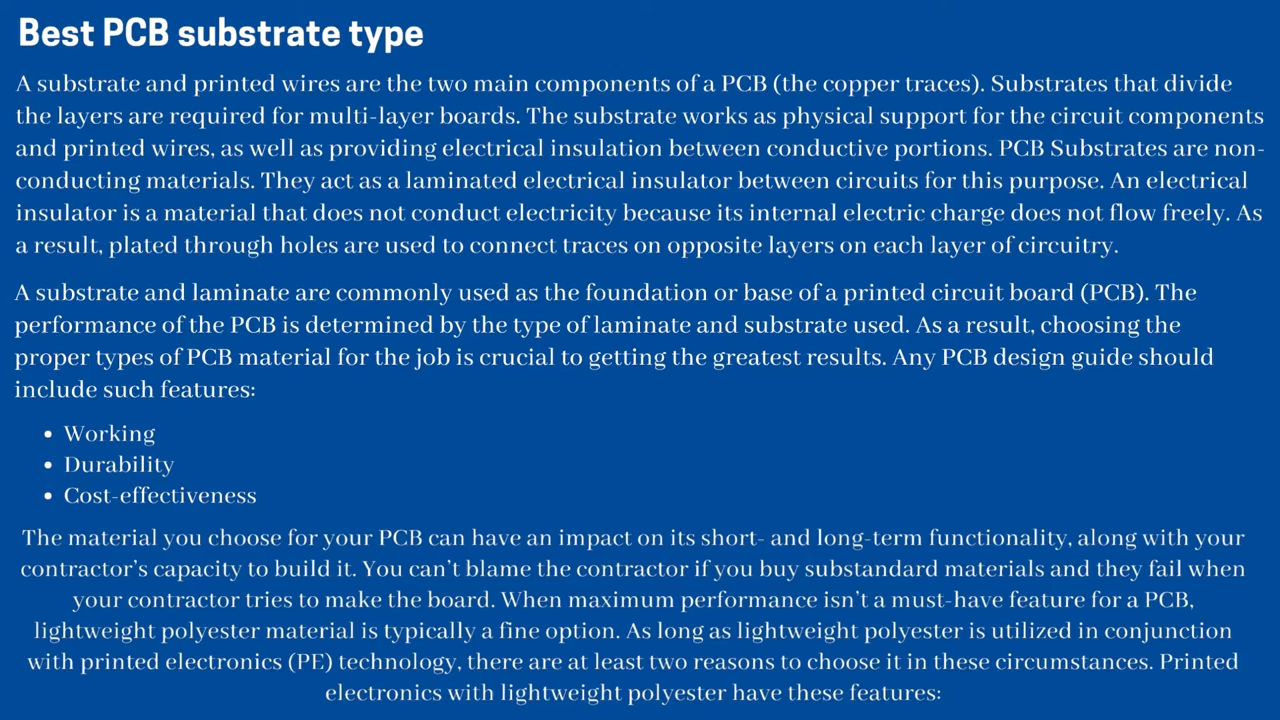 Best PCB substrate type
A substrate and printed wires are the two main components of a PCB (the copper traces). Substrates that divide
the layers are required for multi-layer boards. The substrate works as physical support for the circuit components
and printed wires, as well as providing electrical insulation between conductive portions. PCB Substrates are non-
conducting materials. They act as a laminated electrical insulator between circuits for this purpose. An electrical
insulator is a material that does not conduct electricity because its internal electric charge does not flow freely. As
a result, plated through holes are used to connect traces on opposite layers on each layer of circuitry.
A substrate and laminate are commonly used as the foundation or base of a printed circuit board (PCB). The
performance of the PCB is determined by the type of laminate and substrate used. As a result, choosing the
proper types of PCB material for the job is crucial to getting the greatest results. Any PCB design guide should
include such features:
• Working
• Durability
• Cost-effectiveness
The material you choose for your PCB can have an impact on its short- and long-term functionality, along with your
contractor's capacity to build it. You can't blame the contractor if you buy substandard materials and they fail when
your contractor tries to make the board. When maximum performance isn't a must-have feature for a PCB,
lightweight polyester material is typically a fine option. As long as lightweight polyester is utilized in conjunction
with printed electronics (PE) technology, there are at least two reasons to choose it in these circumstances. Printed
electronics with lightweight polyester have these features: